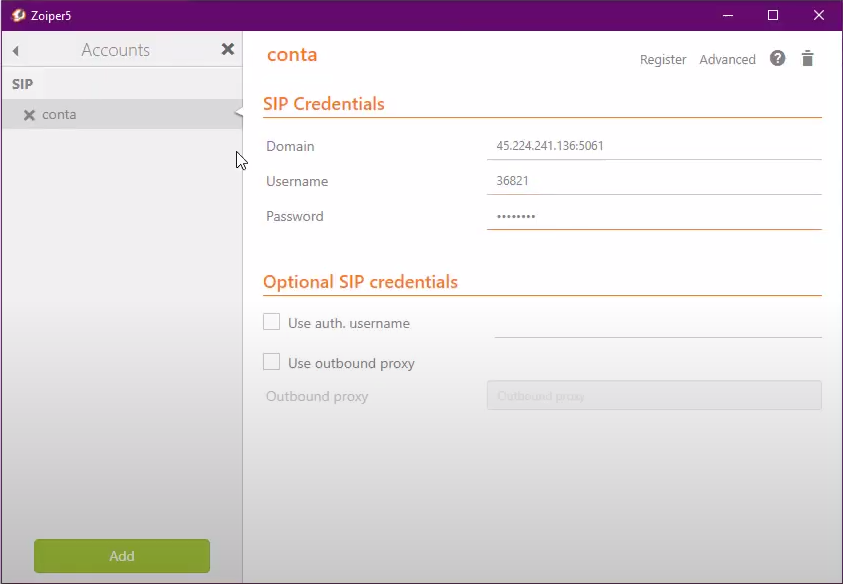 Zoiper5
Accounts
SIP
conta
Add
conta
Register Advanced
SIP Credentials
Domain 45.224.241.136:5061
Username 36821
Password ••••••••
Optional SIP credentials
Use auth. username
Use outbound proxy
Outbound proxy Outbound proxy